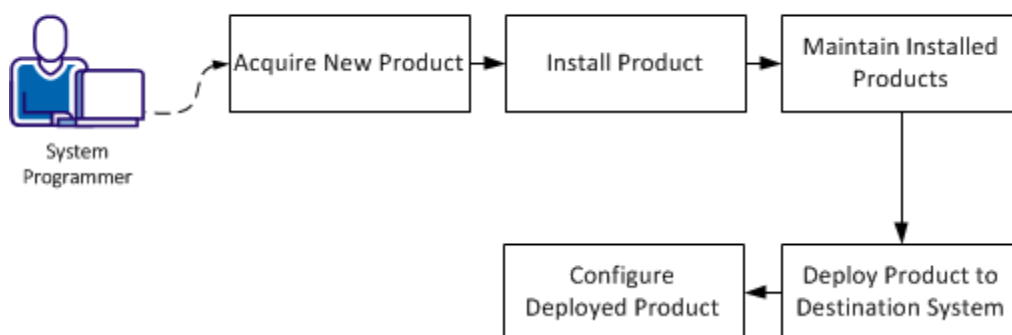 Acquire New Product
Install Product
Maintain Installed
Products
System
Programmer
Configure
Deployed Product
Deploy Product to
Destination System